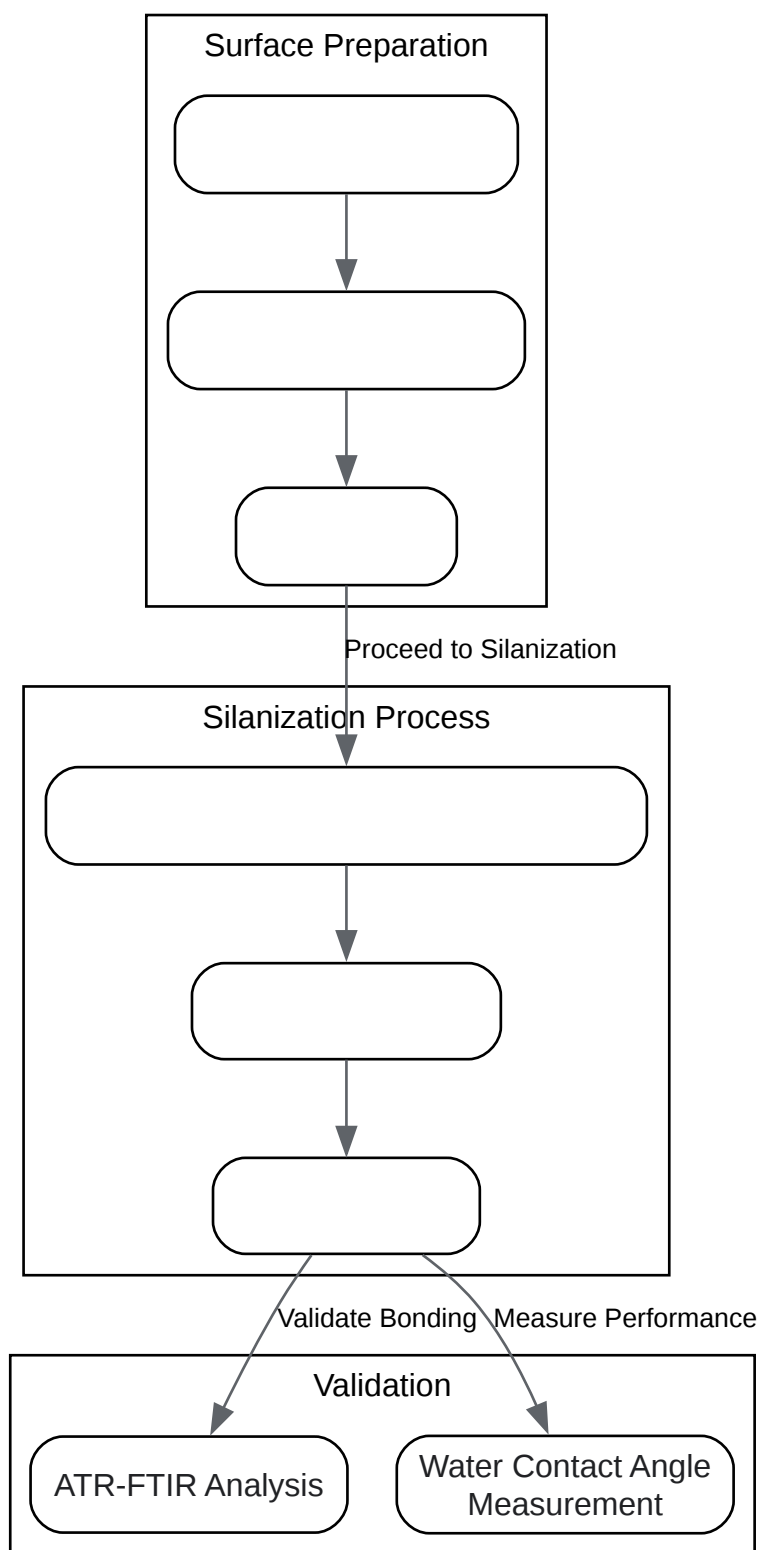 Surface Preparation
Proceed to Silanization
Silanization Process
Validate Bonding
Measure Performance
Validation
ATR-FTIR Analysis
Water Contact Angle
Measurement